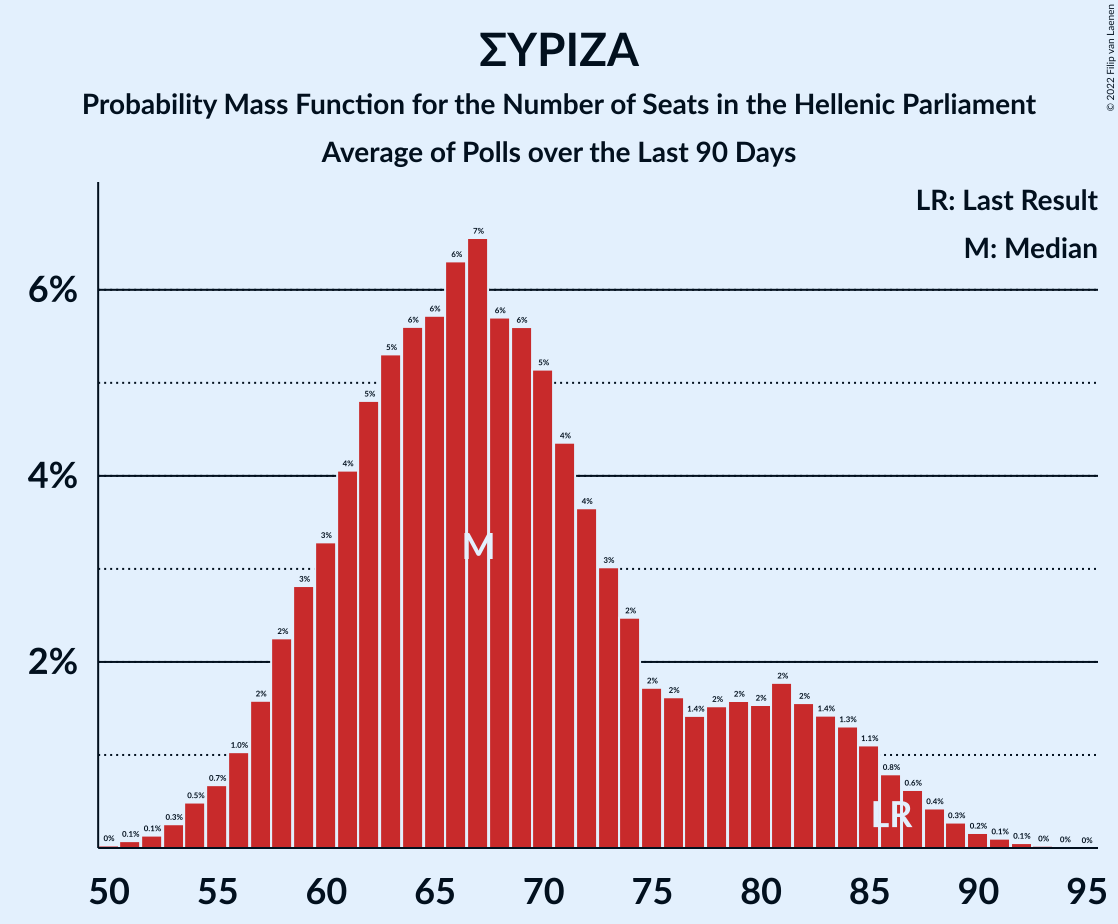 ΣΥΡΙΖΑ
Probability Mass Function for the Number of Seats in the Hellenic Parliament
Average of Polls over the Last 90 Days
© 2022 Filip van Laenen
LR: Last Result
M: Median
6%
4%
2%
0% 0.1% 0.1% 0.3% 0.5% 0.7% 1.0% 2% 2% 3% 3% 4% 5% 5% 6% 6% 6% 7% 6% 6% 5% 4% 4% 3% 2% 2% 2% 1.4% 2% 2% 2% 2% 2% 1.4% 1.3% 1.1% 0.8% 0.6% 0.4% 0.3% 0.2% 0.1% 0.1% 0% 0% 0%
M
LR
50 55 60 65 70 75 80 85 90 95